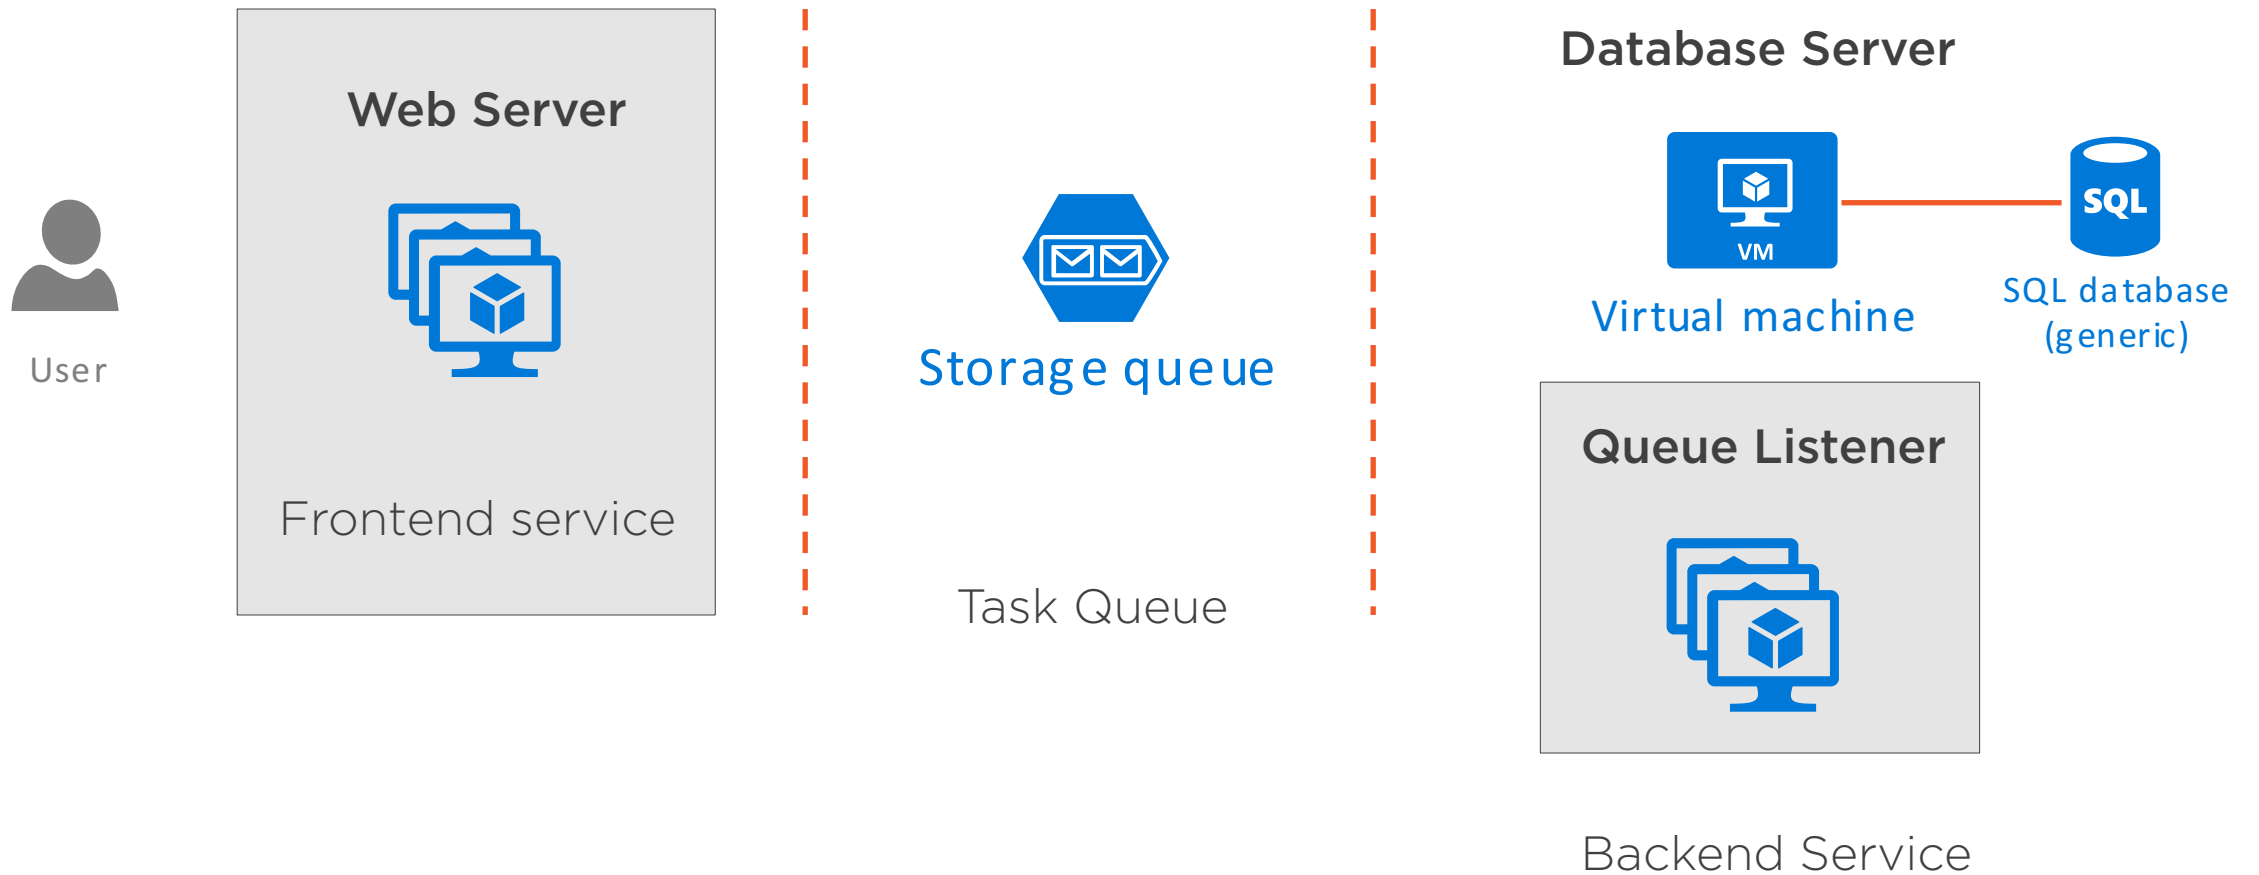 User
Web Server
Frontend service
Storage queue
Task Queue
Database Server
VM
Virtual machine
SQL
SQL database
(generic)
Queue Listener
Backend Service